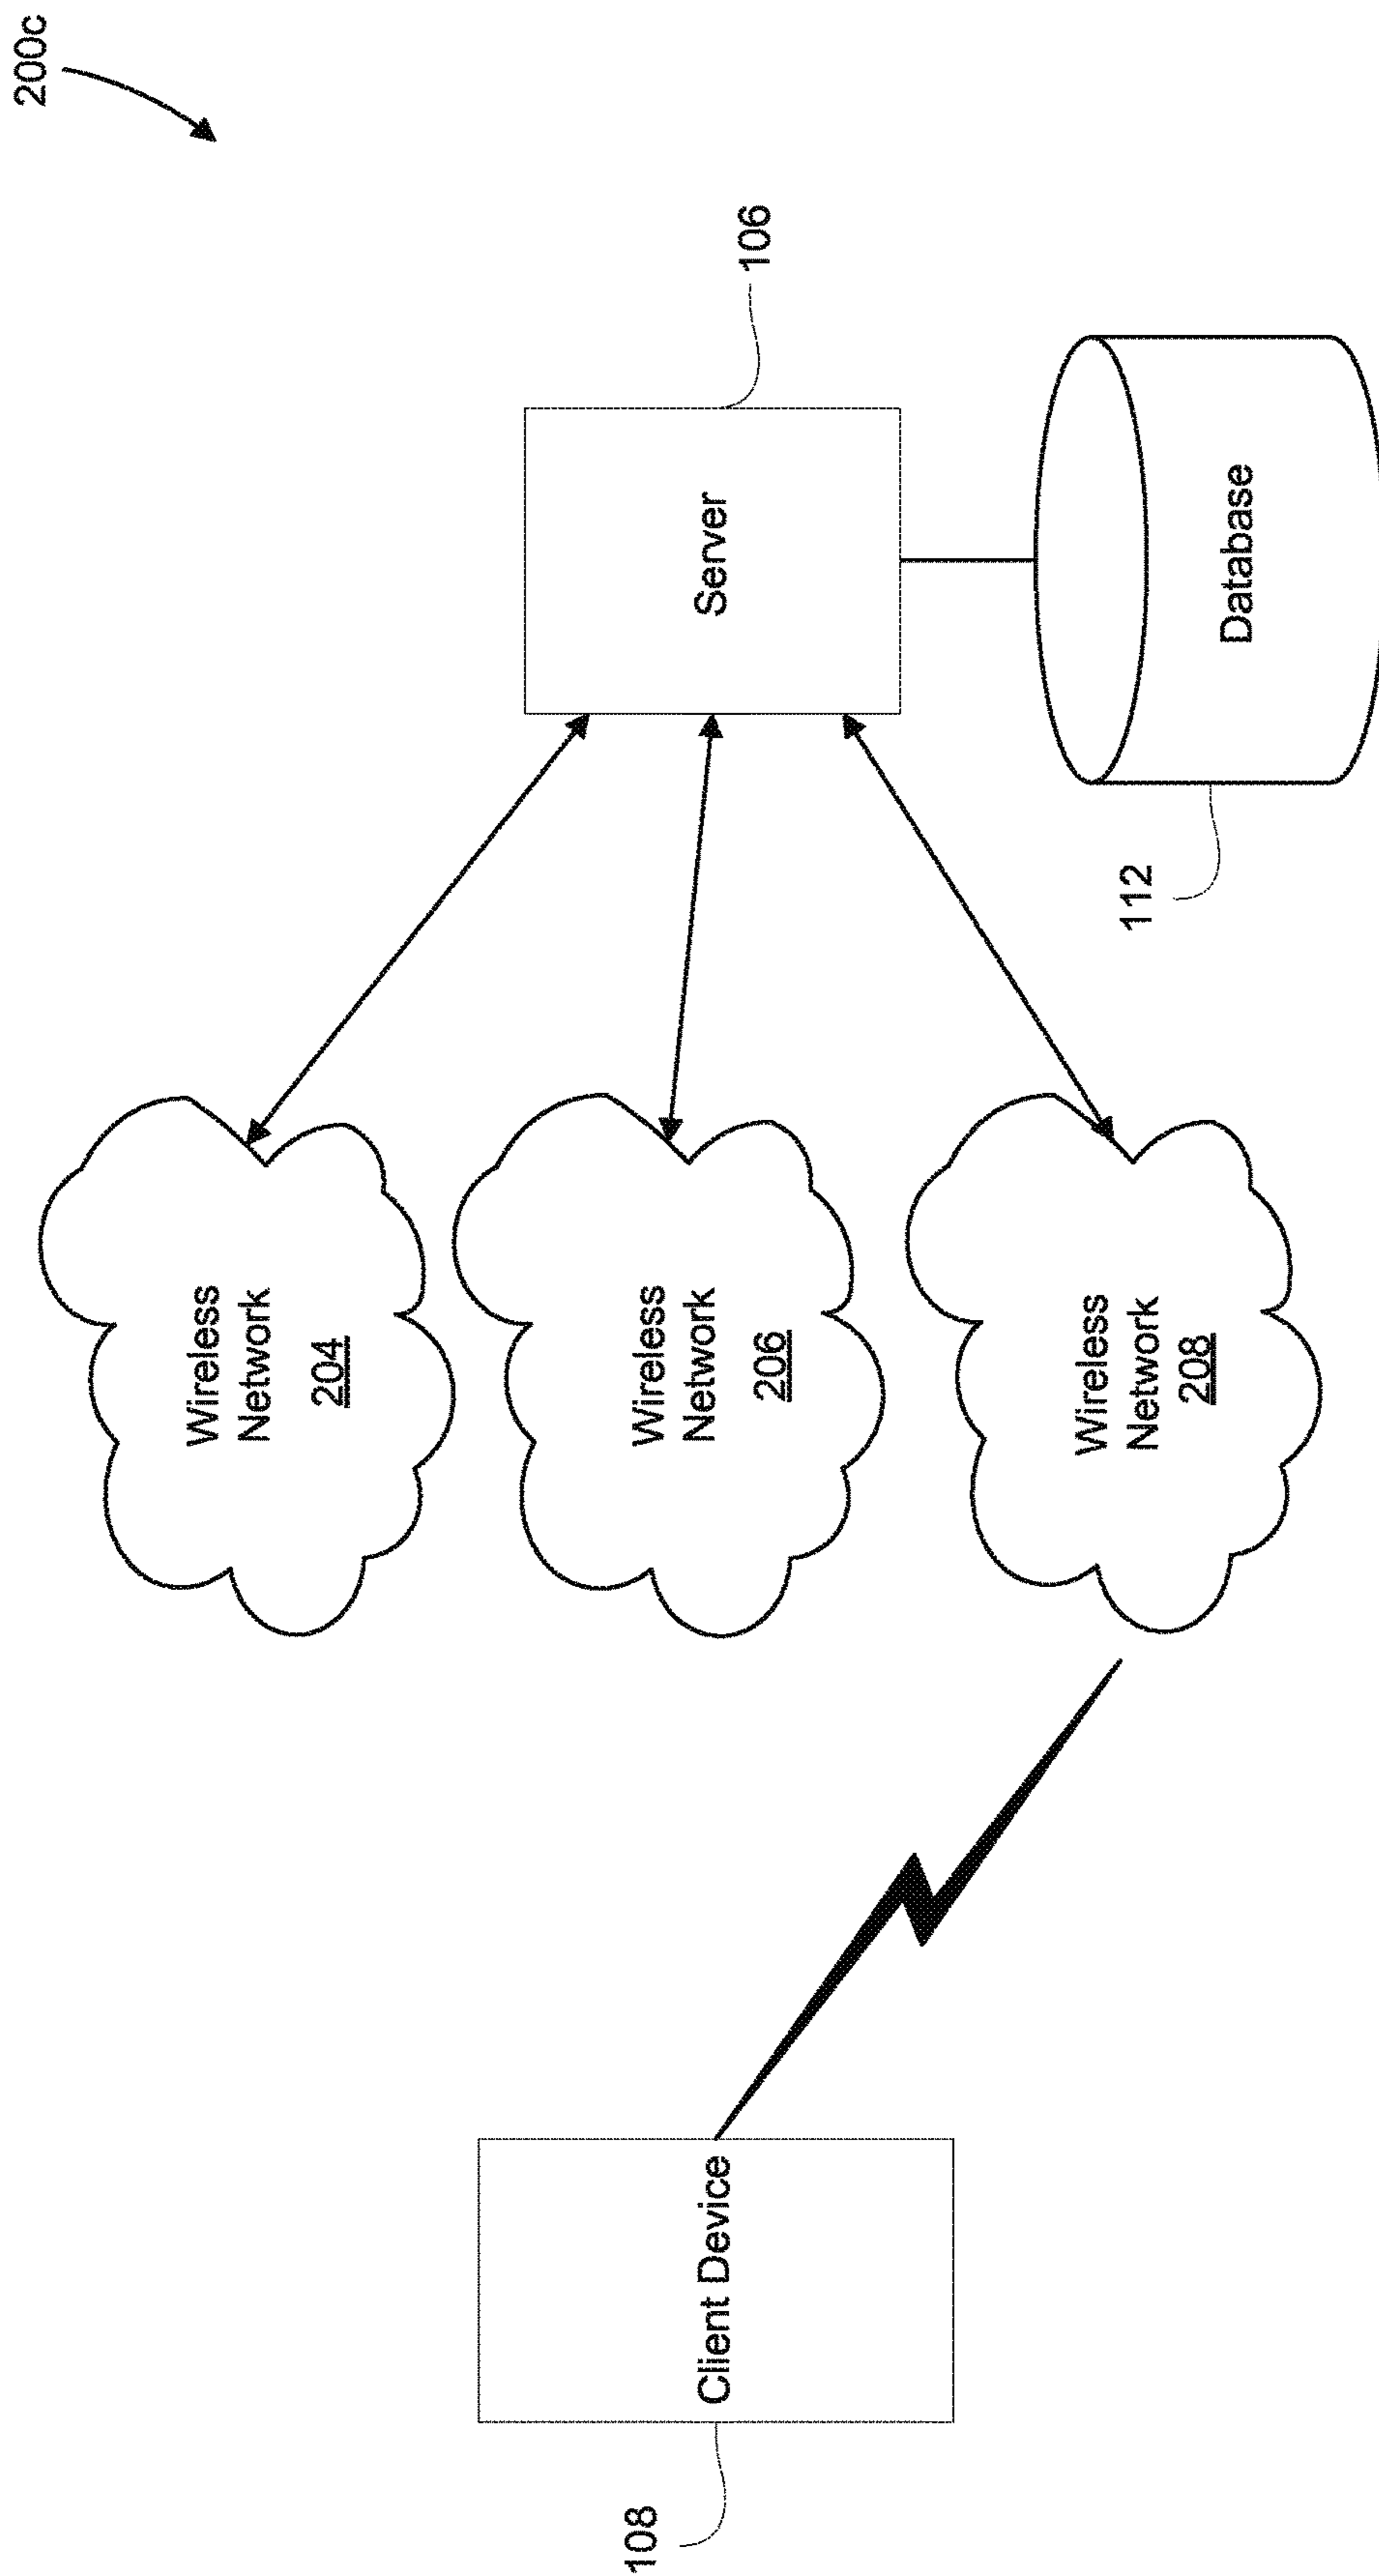 200c
Wireless
Network
204
Wireless
Network
206
Wireless
Network
208
Client Device
108
Server
106
Database
112